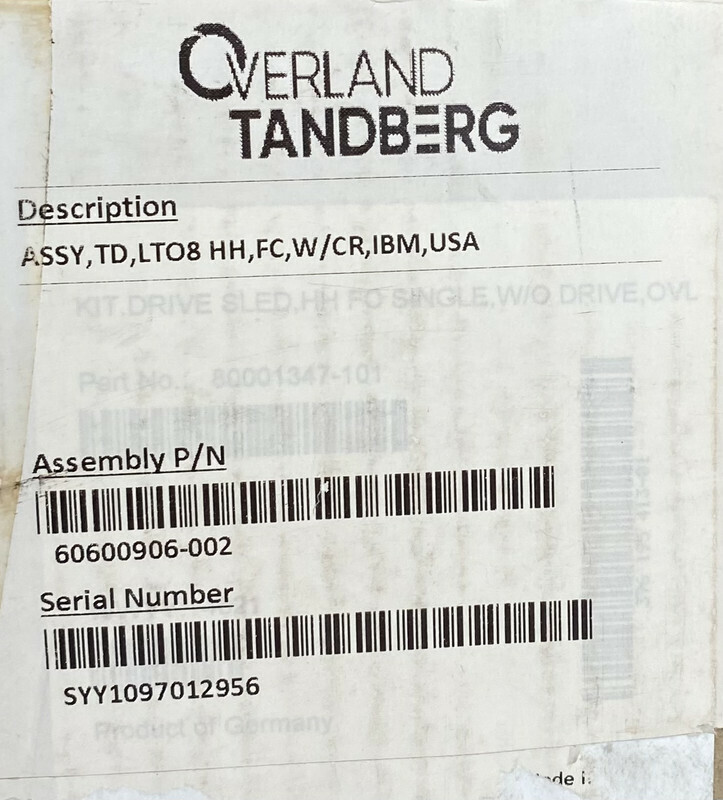 OVERLAND
TANDBERG
Description
ASSY,TD,LTO8 HH,FC,W/CR,IBM,USA
KIT,DRIVE SLED,HH FC SINGLE,W/O DRIVE,OVL
Part No.: 80001347-101
Assembly P/N
60600906-002
Serial Number
SYY1097012956
Product of Germany